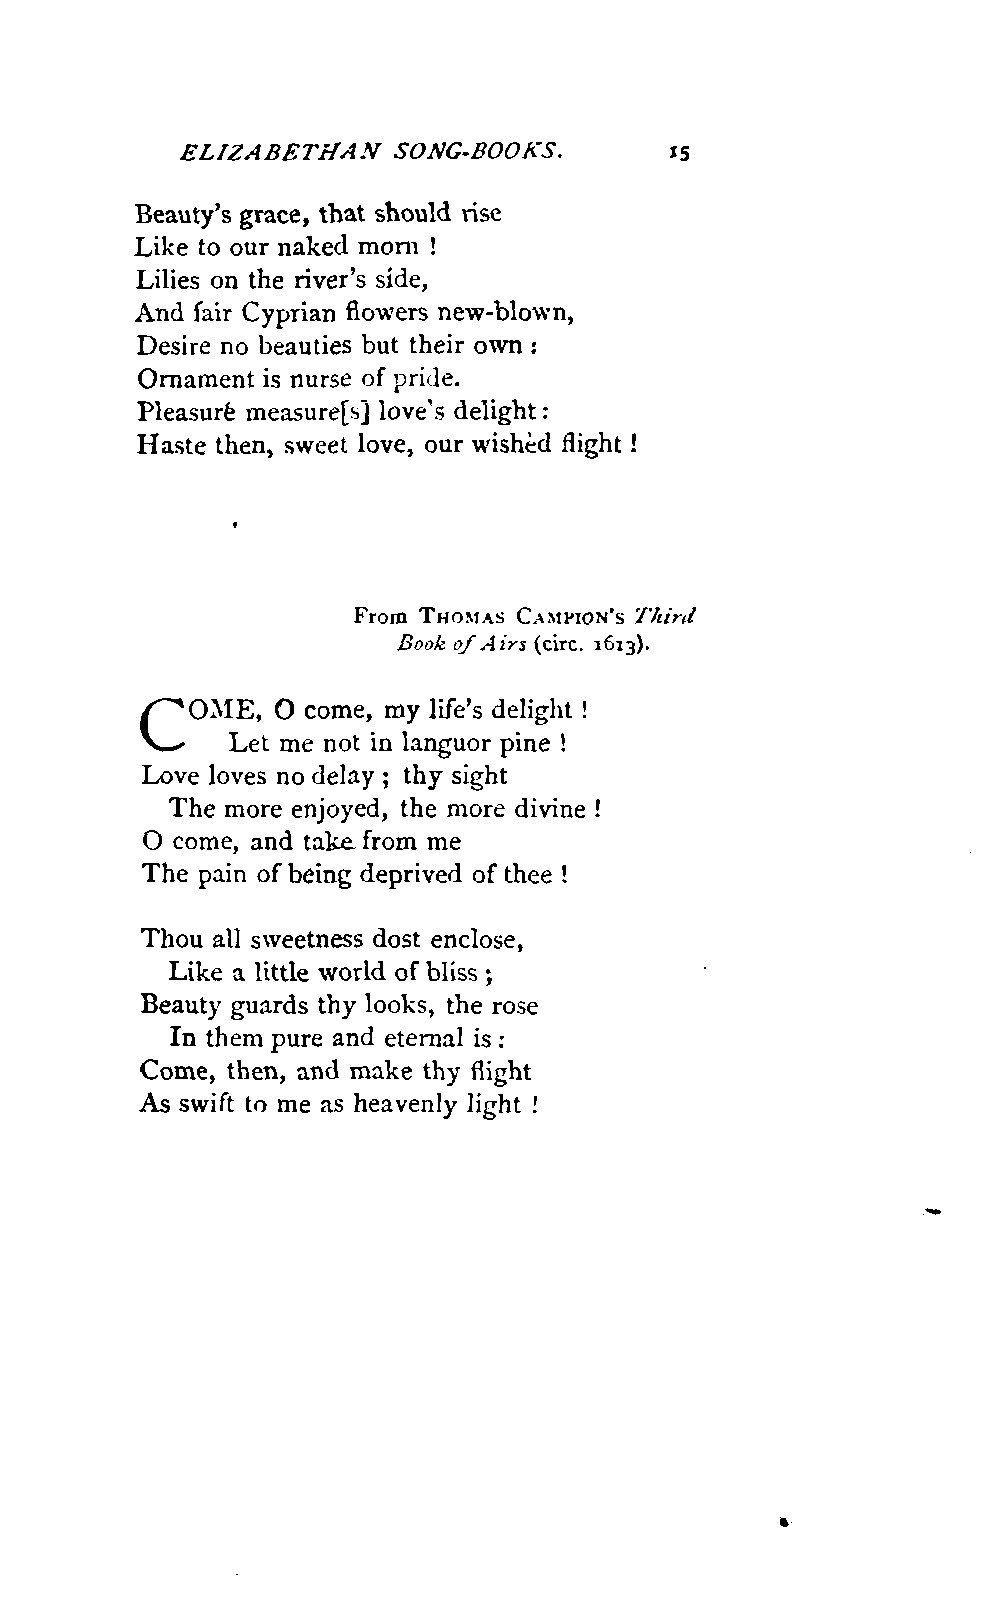 ELIZABETHAN SONG-BOOKS. 15
Beauty's grace, that should rise
Like to our naked morn !
Lilies on the river's side,
And fair Cyprian flowers new-blown,
Desire no beauties but their own :
Ornament is nurse of pride.
Pleasure measure[s] love's delight :
Haste then, sweet love, our wishèd flight !
From THOMAS CAMPION'S Third
Book of Airs (circ. 1613).
COME, O come, my life's delight !
Let me not in languor pine !
Love loves no delay ; thy sight
The more enjoyed, the more divine !
O come, and take from me
The pain of being deprived of thee !
Thou all sweetness dost enclose,
Like a little world of bliss ;
Beauty guards thy looks, the rose
In them pure and eternal is :
Come, then, and make thy flight
As swift to me as heavenly light !